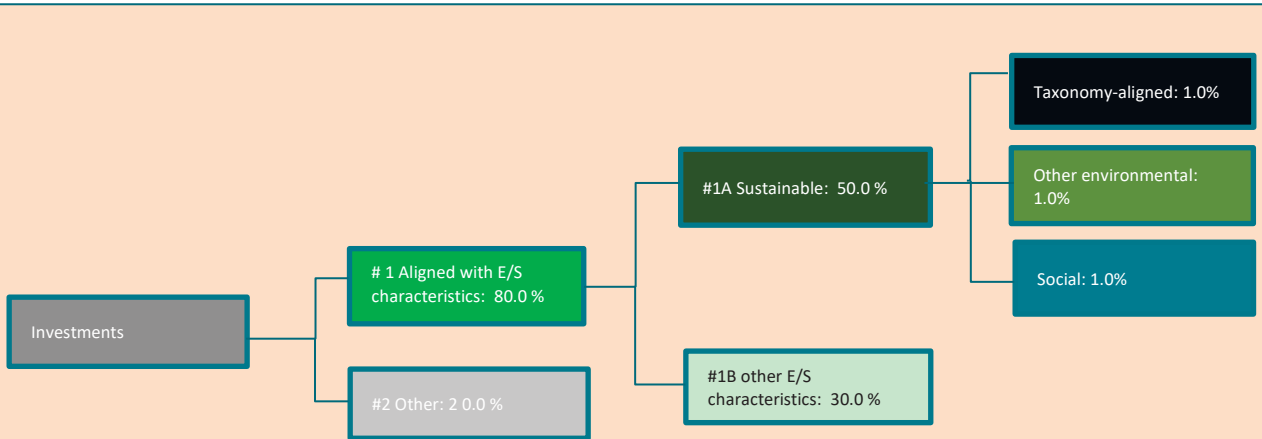 Investments
# 1 Aligned with E/S
characteristics: 80.0 %
#2 Other: 2 0.0 %
#1A Sustainable: 50.0 %
#1B other E/S
characteristics: 30.0 %
Taxonomy-aligned: 1.0%
Other environmental:
1.0%
Social: 1.0%